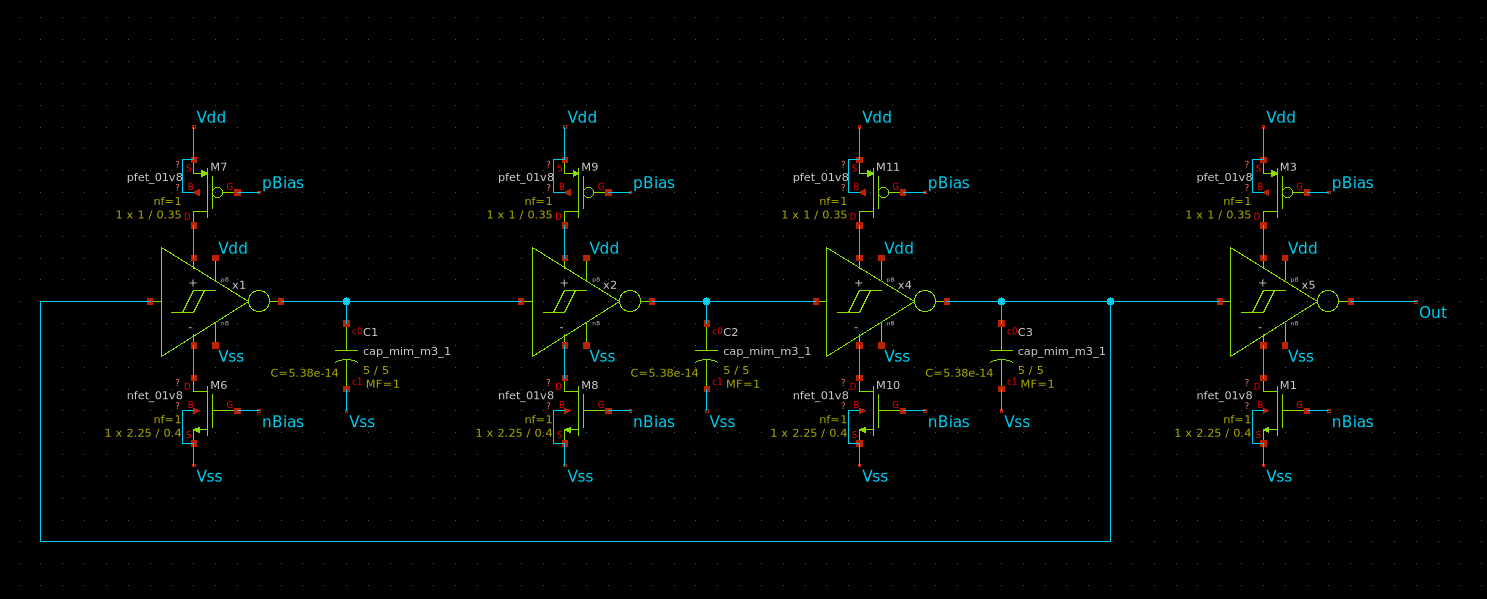 Vdd
Vdd
Vdd
Vdd
? S M7
? S M9
? S M11
? S M3
pfet_01v8
pfet_01v8
pfet_01v8
pfet_01v8
? B G pBias
? B G pBias
? B G pBias
? B G pBias
nf=1
nf=1
nf=1
nf=1
1 x 1 / 0.35 D
1 x 1 / 0.35 D
1 x 1 / 0.35 D
1 x 1 / 0.35 D
Vdd
Vdd
Vdd
Vdd
+ pB x1
+ pB x2
+ pB x4
+ pB x5
Out
- nB
- nB
- nB
- nB
c0 C1
c0 C2
c0 C3
Vss
Vss
Vss
Vss
cap_mim_m3_1
cap_mim_m3_1
cap_mim_m3_1
C=5.38e-14 5 / 5
C=5.38e-14 5 / 5
C=5.38e-14 5 / 5
c1 MF=1
c1 MF=1
c1 MF=1
? D M6
? D M8
? D M10
? D M1
nfet_01v8
nfet_01v8
nfet_01v8
nfet_01v8
? B G nBias
? B G nBias
? B G nBias
? B G nBias
Vss
Vss
Vss
nf=1
nf=1
nf=1
nf=1
1 x 2.25 / 0.4 S
1 x 2.25 / 0.4 S
1 x 2.25 / 0.4 S
1 x 2.25 / 0.4 S
Vss
Vss
Vss
Vss